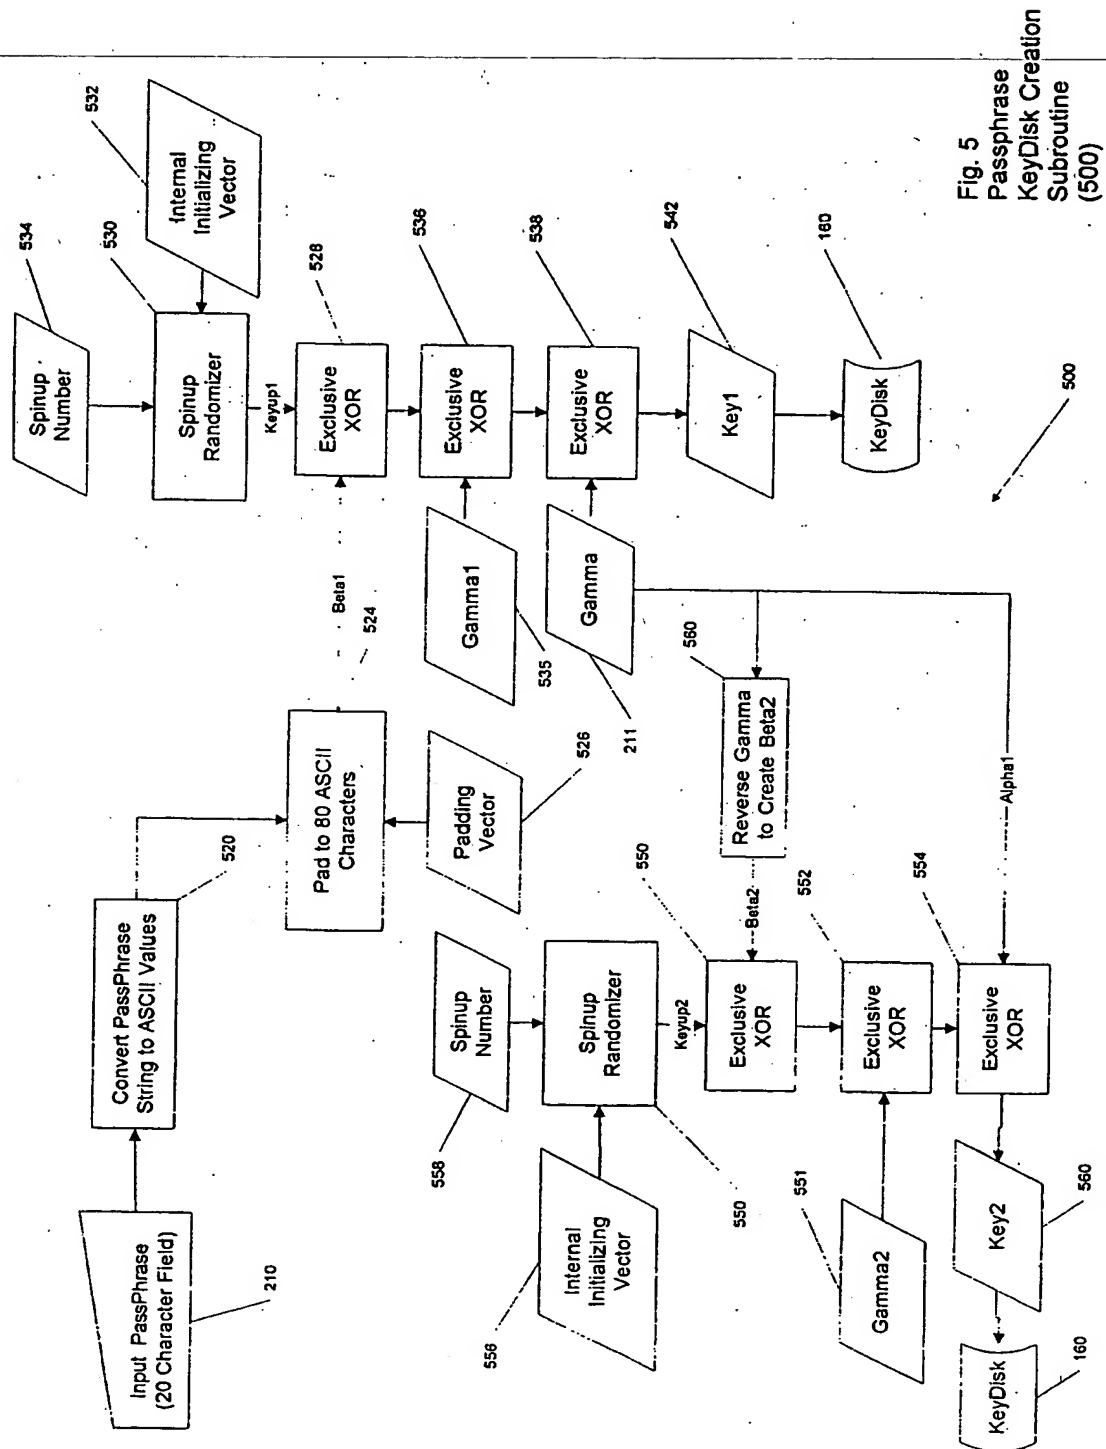 Input PassPhrase
(20 Character Field)
210
Convert PassPhrase
String to ASCII Values
520
Pad to 80 ASCII
Characters
524
Padding
Vector
526
Beta1
Spinup
Number
534
Spinup
Randomizer
530
Internal
Initializing
Vector
532
Keyup1
Exclusive
XOR
528
Exclusive
XOR
536
Gamma1
535
Exclusive
XOR
538
Gamma
211
Key1
542
KeyDisk
160
500
Spinup
Number
558
Spinup
Randomizer
550
Internal
Initializing
Vector
556
Keyup2
Exclusive
XOR
550
Beta2
Reverse Gamma
to Create Beta2
560
Exclusive
XOR
552
Gamma2
551
Exclusive
XOR
554
Alpha1
Key2
560
KeyDisk
160
Fig. 5
Passphrase
KeyDisk Creation
Subroutine
(500)